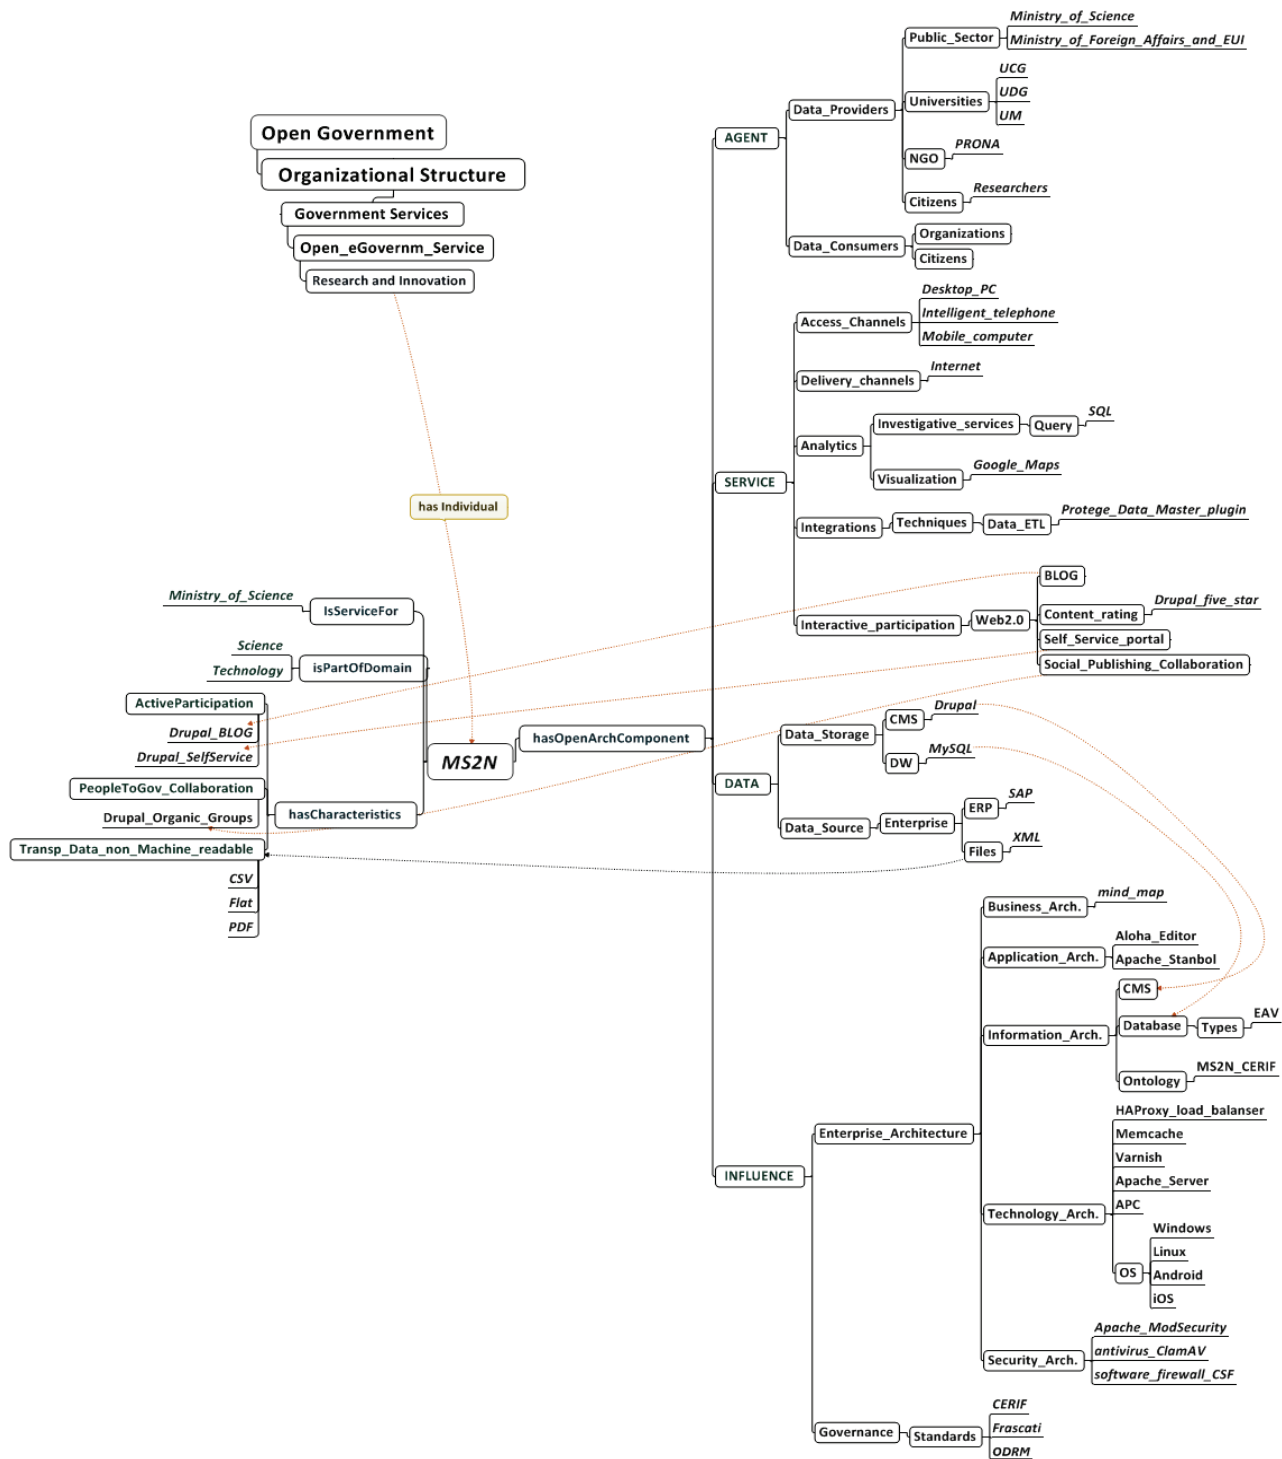 Open Government
Organizational Structure
Government Services
Open_eGovernm_Service
Research and Innovation
has Individual
Ministry_of_Science
IsServiceFor
Science
Technology
isPartOfDomain
ActiveParticipation
Drupal_BLOG
Drupal_SelfService
PeopleToGov_Collaboration
Drupal_Organic_Groups
hasCharacteristics
Transp_Data_non_Machine_readable
CSV
Flat
PDF
MS2N
hasOpenArchComponent
AGENT
Data_Providers
Public_Sector
Ministry_of_Science
Ministry_of_Foreign_Affairs_and_EUI
Universities
UCG
UDG
UM
NGO
PRONA
Citizens
Researchers
Data_Consumers
Organizations
Citizens
SERVICE
Access_Channels
Desktop_PC
Intelligent_telephone
Mobile_computer
Delivery_channels
Internet
Analytics
Investigative_services
Query
SQL
Visualization
Google_Maps
Integrations
Techniques
Data_ETL
Protege_Data_Master_plugin
Interactive_participation
Web2.0
BLOG
Content_rating
Drupal_five_star
Self_Service_portal
Social_Publishing_Collaboration
DATA
Data_Storage
CMS
Drupal
DW
MySQL
Data_Source
Enterprise
ERP
SAP
Files
XML
INFLUENCE
Enterprise_Architecture
Business_Arch.
mind_map
Application_Arch.
Aloha_Editor
Apache_Stanbol
Information_Arch.
CMS
Database
Types
EAV
Ontology
MS2N_CERIF
Technology_Arch.
HAProxy_load_balanser
Memcache
Varnish
Apache_Server
APC
OS
Windows
Linux
Android
iOS
Security_Arch.
Apache_ModSecurity
antivirus_ClamAV
software_firewall_CSF
Governance
Standards
CERIF
Frascati
ODRM